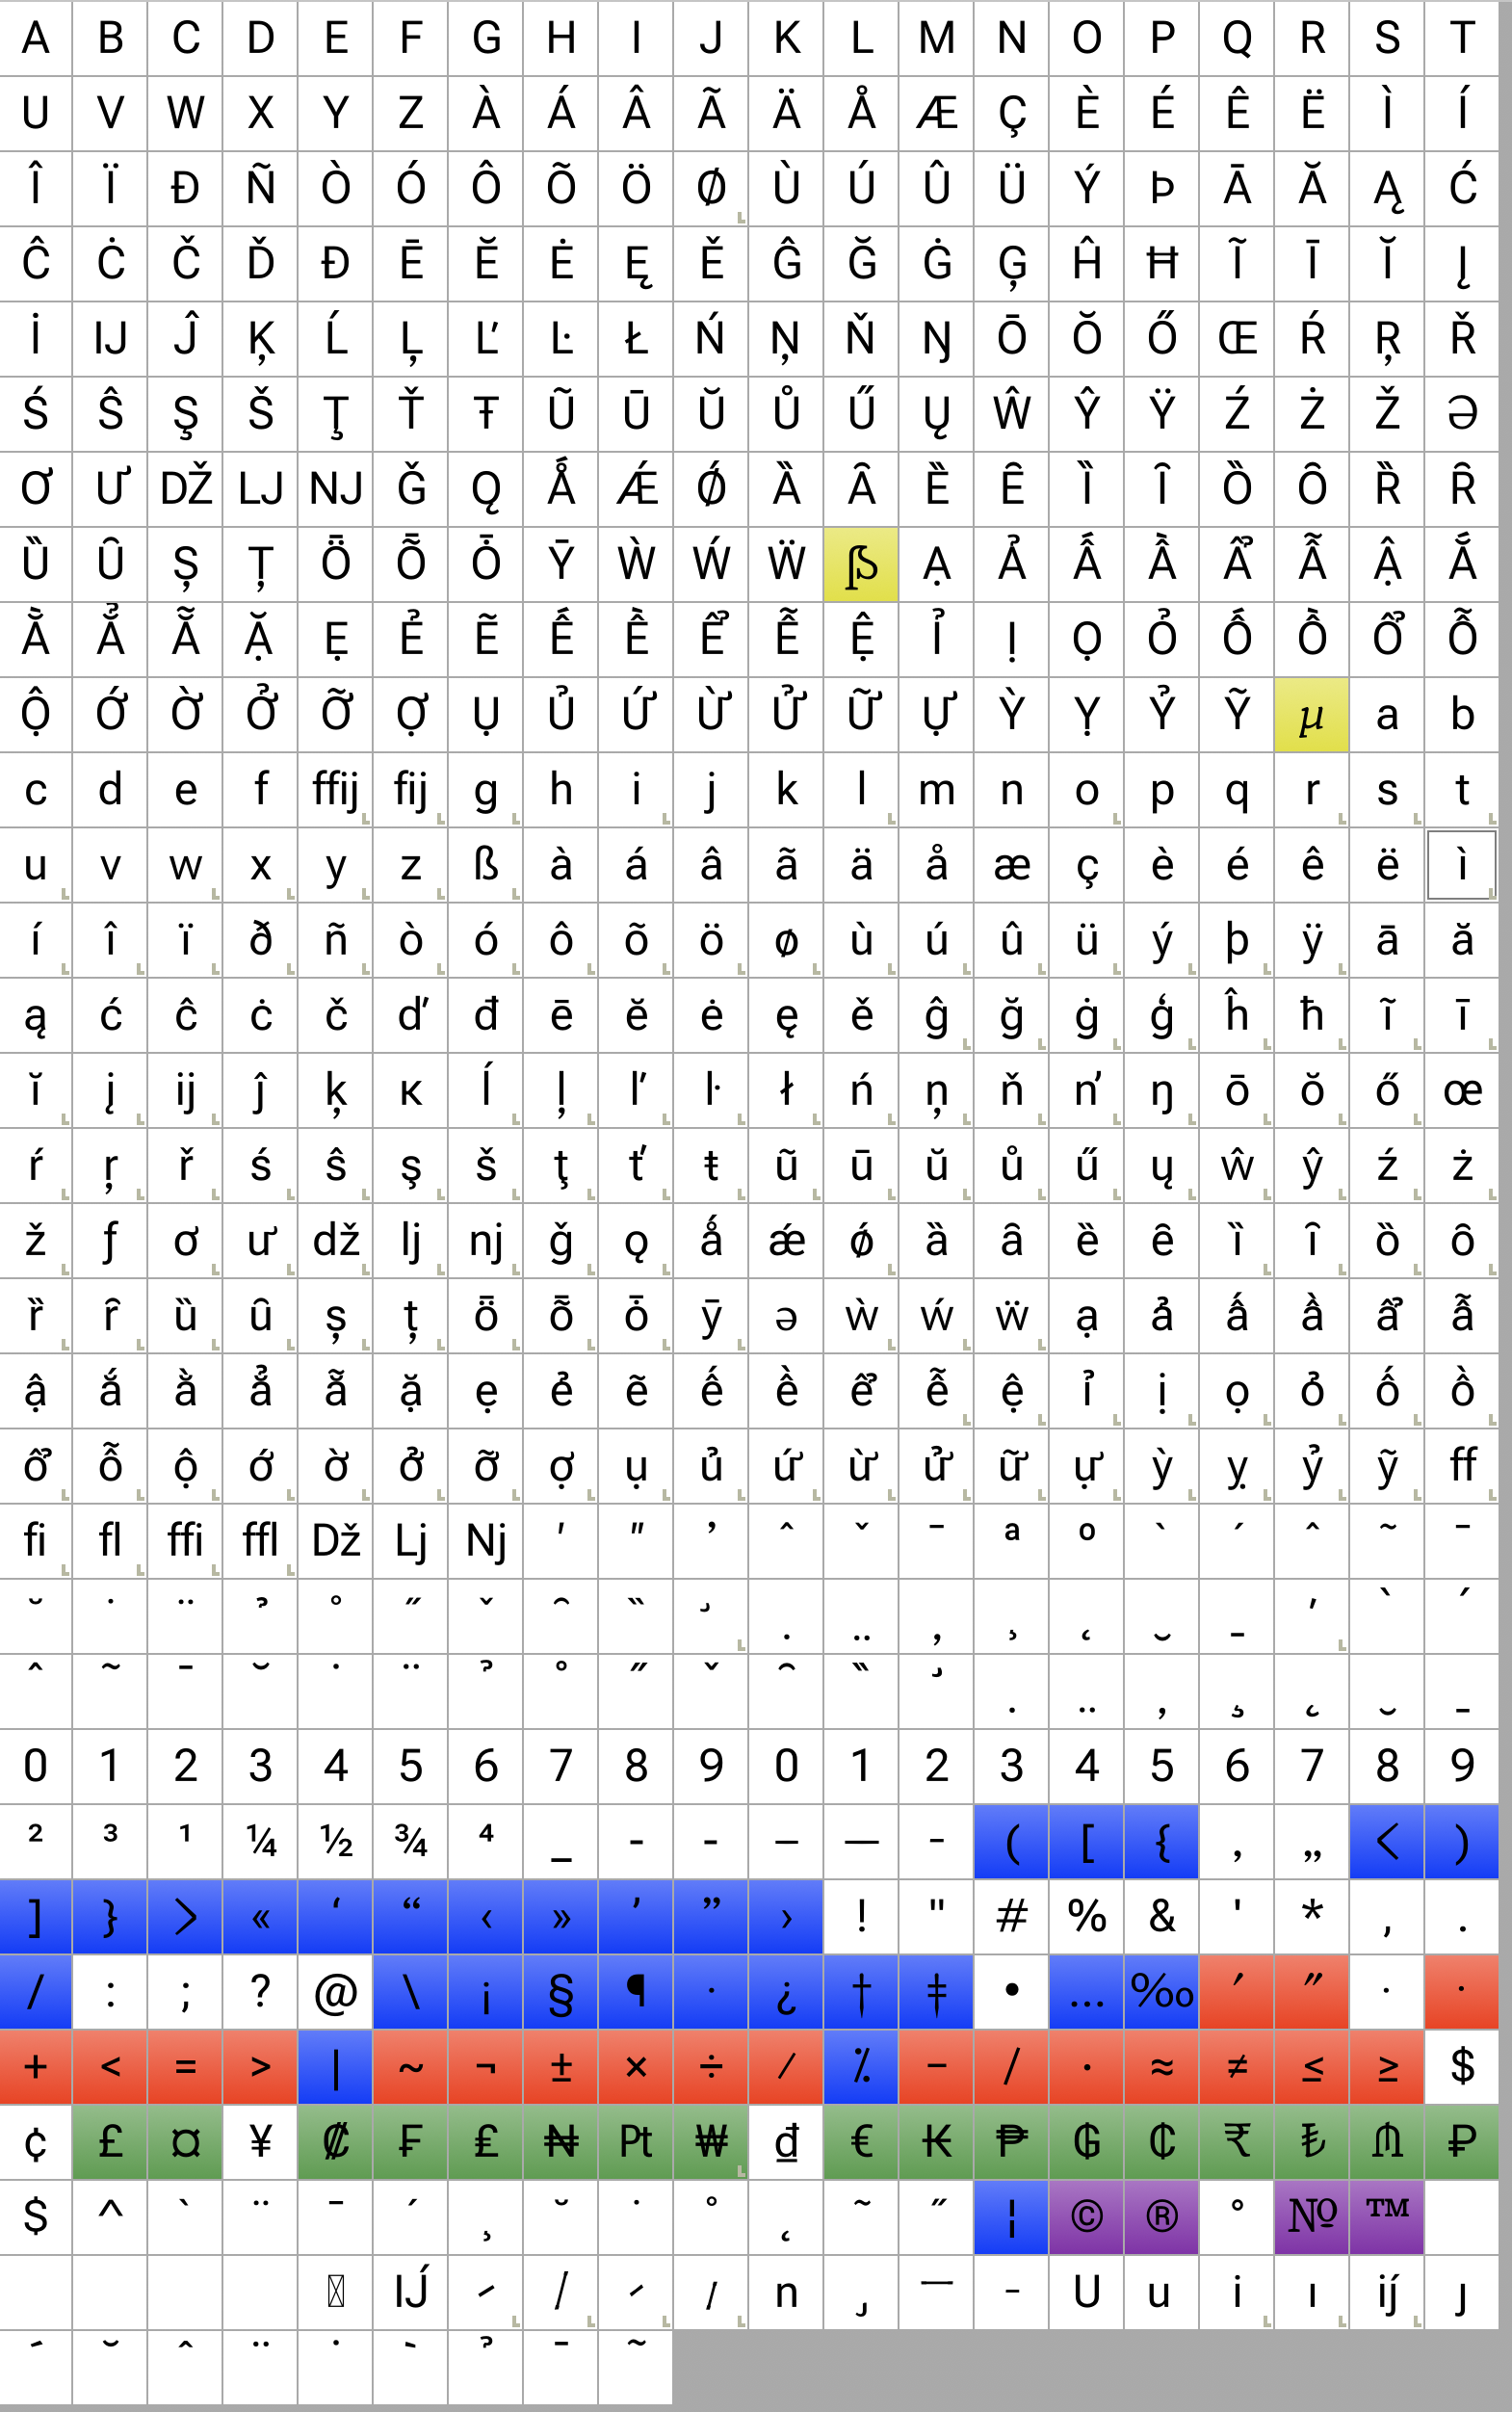 A B C D E F G H I J K L M N O P Q R S T
U V W X Y Z À Á Â Ã Ä Å Æ Ç È É Ê Ë Ì Í
Î Ï Ð Ñ Ò Ó Ô Õ Ö Ø Ù Ú Û Ü Ý Þ Ā Ă Ą Ć
Ĉ Ċ Č Ď Đ Ē Ĕ Ė Ę Ě Ĝ Ğ Ġ Ģ Ĥ Ħ Ĩ Ī Ĭ Į
İ IJ Ĵ Ķ Ĺ Ļ Ľ Ŀ Ł Ń Ņ Ň Ŋ Ō Ŏ Ő Œ Ŕ Ŗ Ř
Ś Ŝ Ş Š Ţ Ť Ŧ Ũ Ū Ŭ Ů Ű Ų Ŵ Ŷ Ÿ Ź Ż Ž Ə
Ơ Ư DŽ LJ NJ Ğ Ǫ Ǻ Ǽ Ǿ Ȁ Ȃ Ȅ Ȇ Ȉ Ȋ Ȍ Ȏ Ȑ Ȓ
Ȕ Ȗ Ș Ț Ȫ Ȭ Ȱ Ȳ Ẁ Ẃ Ẅ ẞ Ạ Ả Ấ Ầ Ẩ Ẫ Ậ Ắ
Ằ Ẳ Ẵ Ặ Ẹ Ẻ Ẽ Ế Ề Ể Ễ Ệ Ỉ Ị Ọ Ỏ Ố Ồ Ổ Ỗ
Ộ Ớ Ờ Ở Ỡ Ợ Ụ Ủ Ứ Ừ Ử Ữ Ự Ỳ Ỵ Ỷ Ỹ µ a b
c d e f ffij fij g h i j k l m n o p q r s t
u v w x y z ß à á â ã ä å æ ç è é ê ë ì
í î ï ð ñ ò ó ô õ ö ø ù ú û ü ý þ ÿ ā ă
ą ć ĉ ċ č ď đ ē ĕ ė ę ě ĝ ğ ġ ģ ĥ ħ ĩ ī
ĭ į ij ĵ ķ ĸ ĺ ļ ľ ŀ ł ń ņ ň ŉ ŋ ō ŏ ő œ
ŕ ŗ ř ś ŝ ş š ţ ť ŧ ũ ū ŭ ů ű ų ŵ ŷ ź ż
ž ƒ ơ ư dž lj nj ğ ǫ ǻ ǽ ǿ ȁ ȃ ȅ ȇ ȉ ȋ ȍ ȏ
ȑ ȓ ȕ ȗ ș ț ȫ ȭ ȱ ȳ ə ẁ ẃ ẅ ạ ả ấ ầ ẩ ẫ
ậ ắ ằ ẳ ẵ ặ ẹ ẻ ẽ ế ề ể ễ ệ ỉ ị ọ ỏ ố ồ
ổ ỗ ộ ớ ờ ở ỡ ợ ụ ủ ứ ừ ử ữ ự ỳ ỵ ỷ ỹ ff
fi fl ffi ffl Dž Lj Nj ʹ ʺ ʼ ˆ ˇ ˉ ª º ` ´ ˆ ˜ ˉ
0 1 2 3 4 5 6 7 8 9 0 1 2 3 4 5 6 7 8 9
² ³ ¹ ¼ ½ ¾ ⁴ _ - - – — - ( [ { ‚ „ < )
] } > « ‘ “ ‹ » ’ ” › ! " # % & ' * , .
/ : ; ? @ \ ¡ § ¶ · ¿ † ‡ • … ‰ ′ ″ · ·
+ < = > | ~ ¬ ± × ÷ ⁄ ⁒ − ∕ ∙ ≈ ≠ ≤ ≥ $
¢ £ ¤ ¥ ₡ ₣ ₤ ₦ ₧ ₩ ₫ € ₭ ₱ ₲ ₵ ₹ ₺ ₼ ₽
$ ^ ` ¨ ¯ ´ ¸ ˘ ˙ ˚ ˛ ˜ ˝ ¦ © ® ° № ™
IJ́ n U u i ı íj́ ȷ